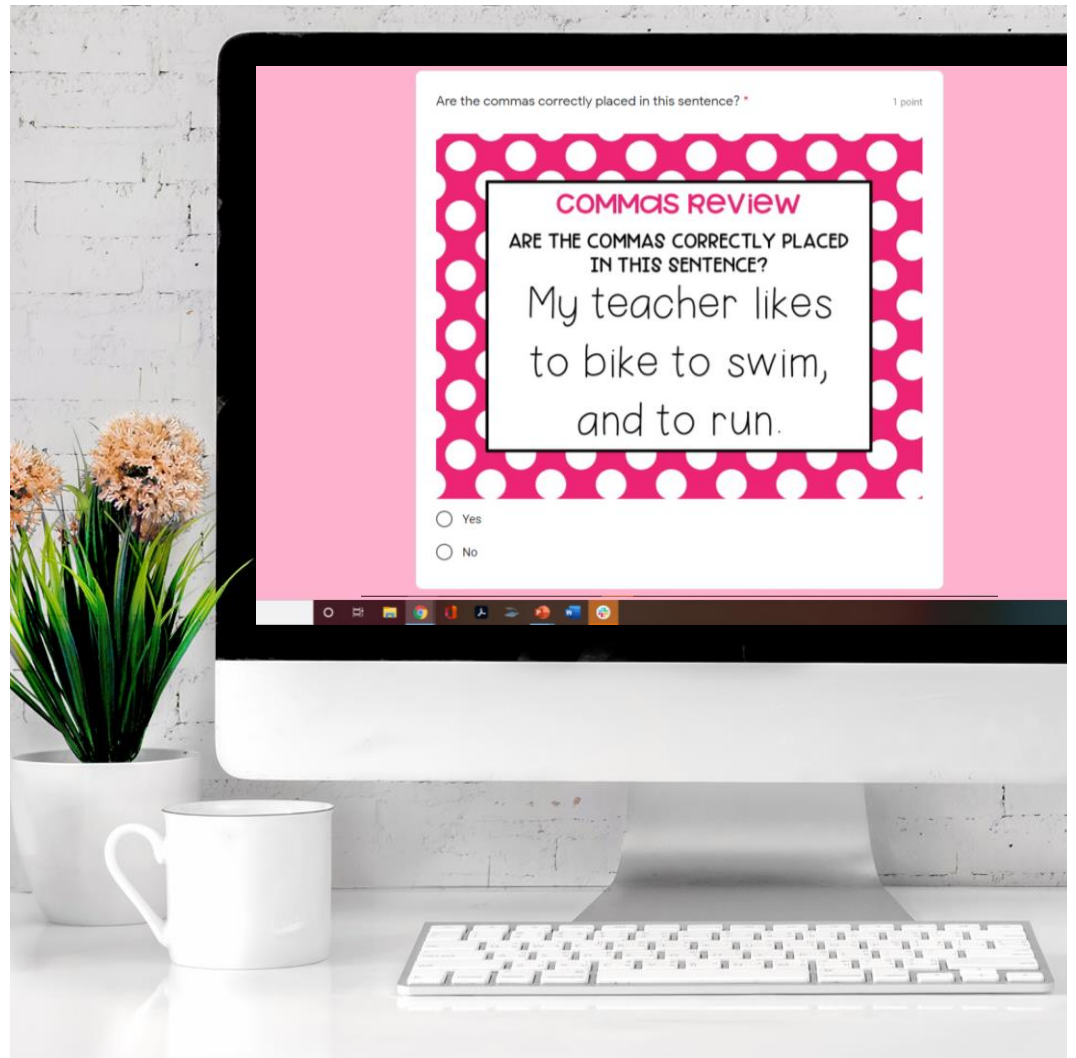 Are the commas correctly placed in this sentence? *
1 point
COMMAS REVIEW
ARE THE COMMAS CORRECTLY PLACED
IN THIS SENTENCE?
My teacher likes
to bike to swim,
and to run.
Yes
No